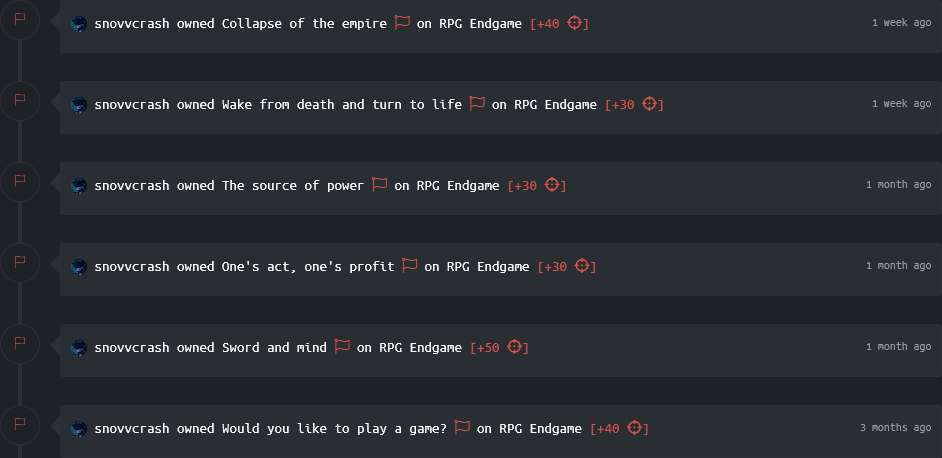 snovvcrash owned Collapse of the empire on RPG Endgame [+40 ] 1 week ago
snovvcrash owned Wake from death and turn to life on RPG Endgame [+30 ] 1 week ago
snovvcrash owned The source of power on RPG Endgame [+30 ] 1 month ago
snovvcrash owned One's act, one's profit on RPG Endgame [+30 ] 1 month ago
snovvcrash owned Sword and mind on RPG Endgame [+50 ] 1 month ago
snovvcrash owned Would you like to play a game? on RPG Endgame [+40 ] 3 months ago